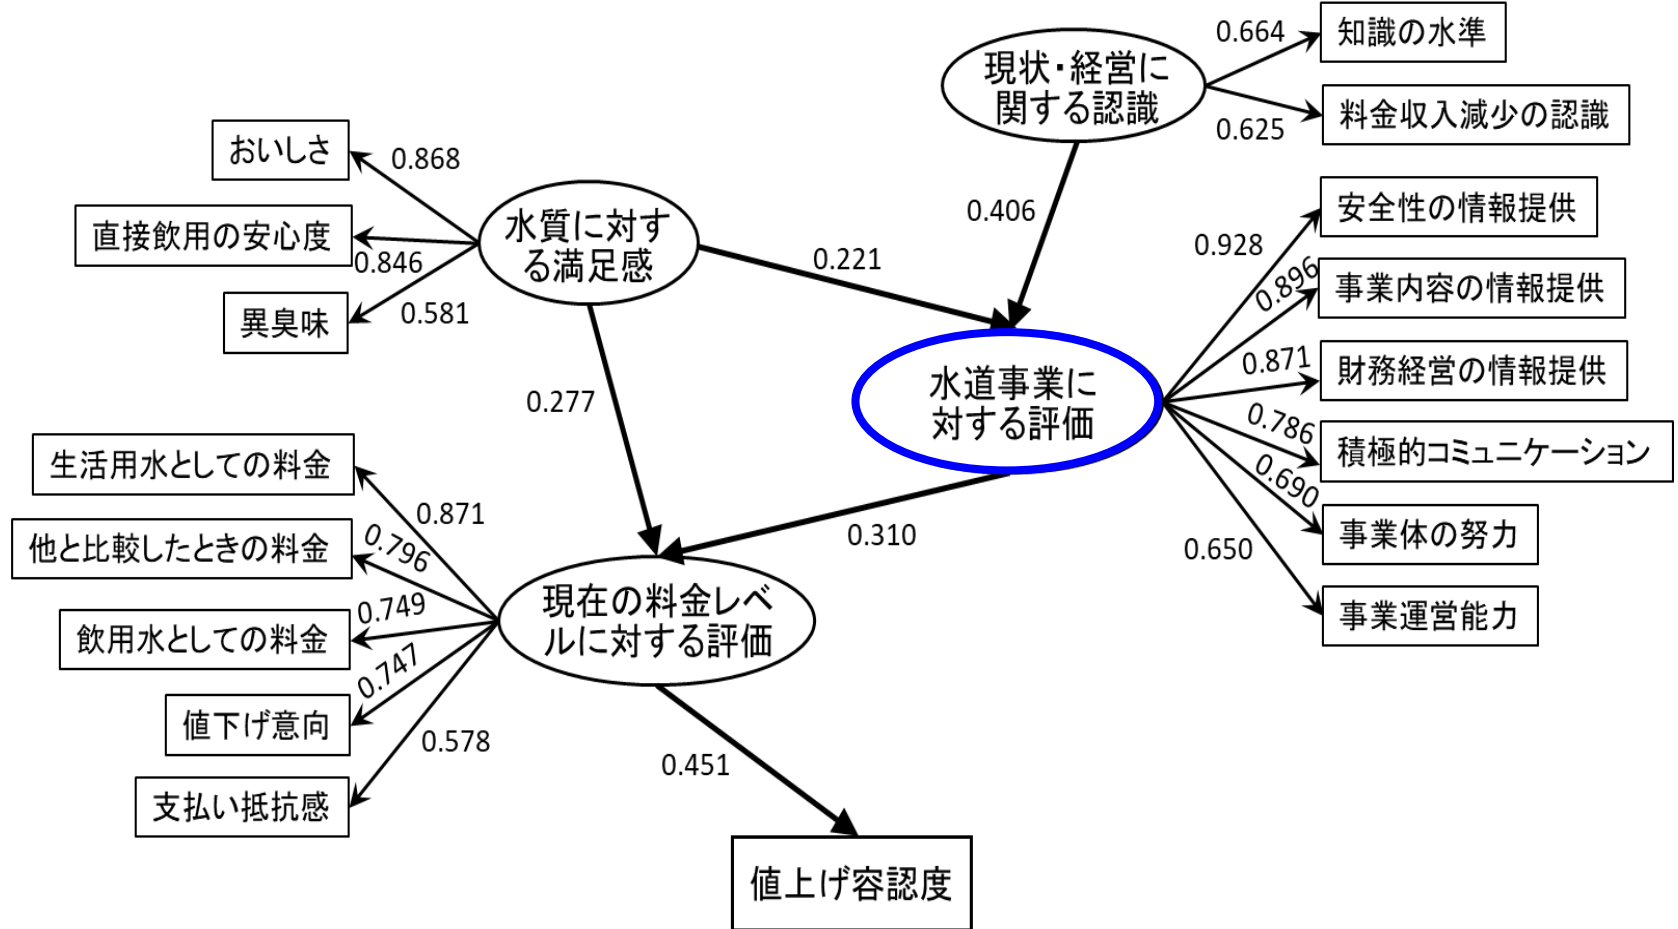 0.664
知識の水準
現状・経営に
関する認識
0.625
料金収入減少の認識
おいしさ
0.868
直接飲用の安心度
0.846
異臭味
0.581
水質に対す
る満足感
0.221
0.406
0.277
水道事業に
対する評価
0.928
安全性の情報提供
0.896
事業内容の情報提供
0.871
財務経営の情報提供
0.786
積極的コミュニケーション
0.690
事業体の努力
0.650
事業運営能力
0.310
生活用水としての料金
0.871
他と比較したときの料金
0.796
飲用水としての料金
0.749
値下げ意向
0.747
支払い抵抗感
0.578
現在の料金レベ
ルに対する評価
0.451
値上げ容認度